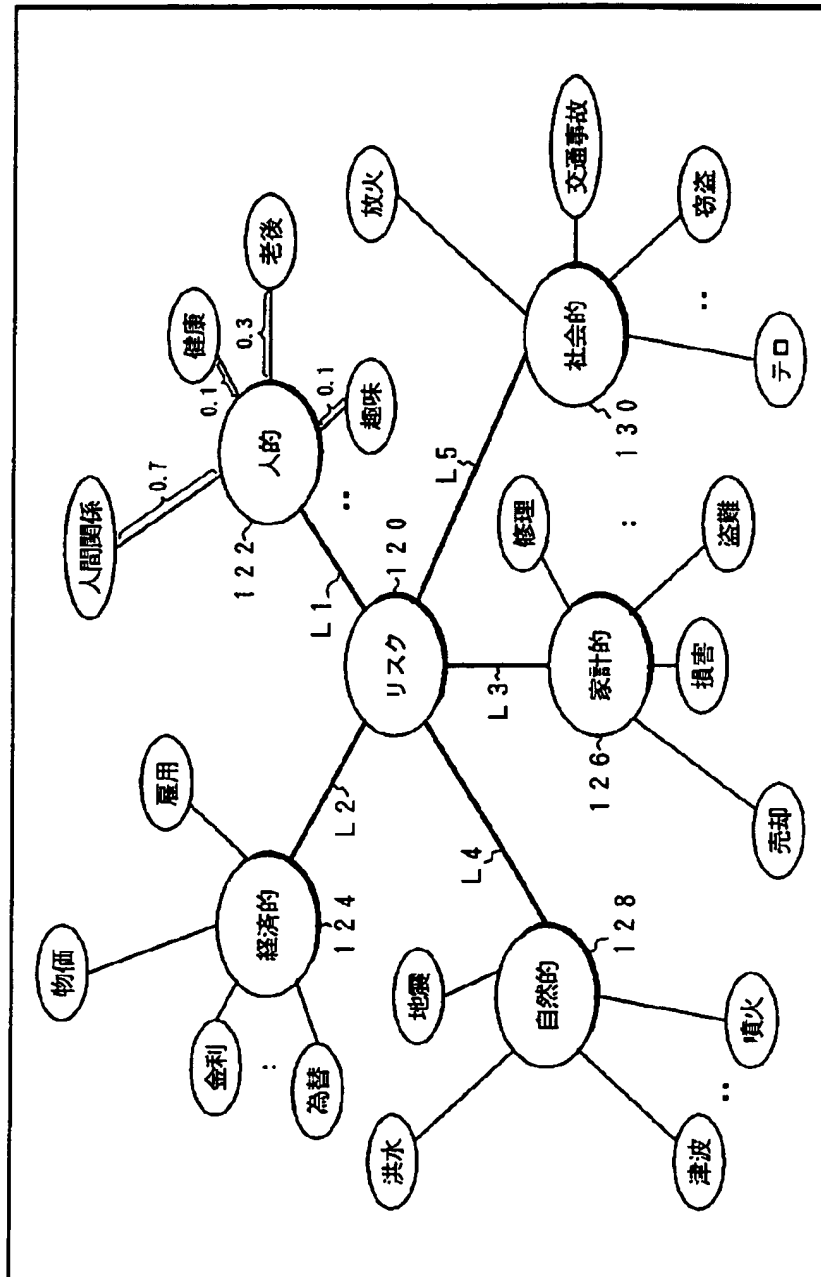 物価
雇用
金利
:
為替
経済的
124
L2
人間関係
0.7
健康
0.1
老後
0.3
0.1
趣味
:
人的
122
L1
リスク
120
放火
交通事故
窃盗
:
テロ
社会的
130
L5
L3
修理
:
盗難
損害
売却
家計的
126
L4
地震
洪水
自然的
128
津波
:
噴火